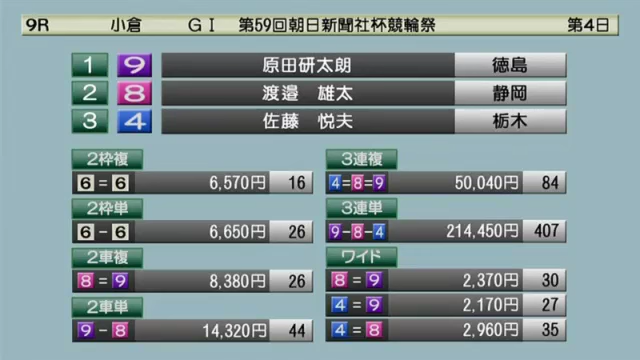 9R 小倉 GⅠ 第59回朝日新聞社杯競輪祭 第4日
1 9 原田研太朗 徳島
2 8 渡邉 雄太 静岡
3 4 佐藤 悦夫 栃木
2枠複
6=6 6,570円 16
2枠単
6-6 6,650円 26
2車複
8=9 8,380円 26
2車単
9-8 14,320円 44
3連複
4=8=9 50,040円 84
3連単
9-8-4 214,450円 407
ワイド
8=9 2,370円 30
4=9 2,170円 27
4=8 2,960円 35